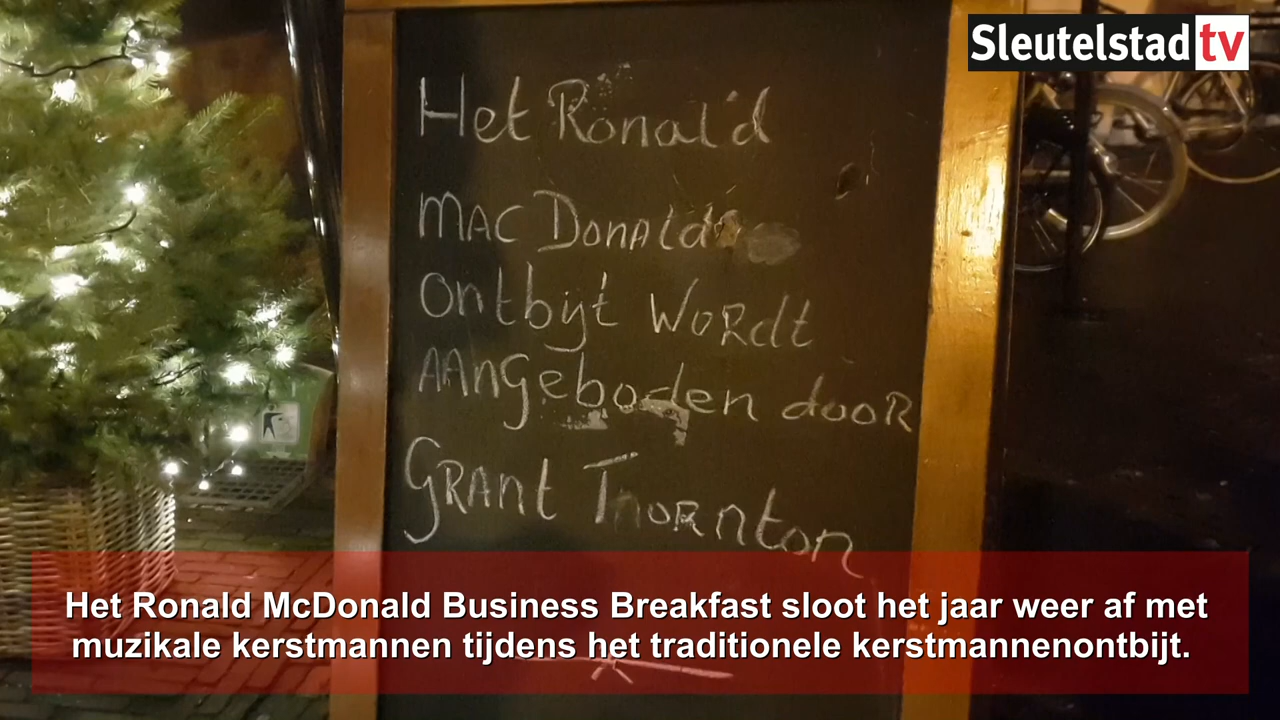 Sleutelstad tv
Het Ronald
MAC DonAld
Ontbijt WoRdt
AAngeboden dooR
GRAnt ThoRnton
Het Ronald McDonald Business Breakfast sloot het jaar weer af met
muzikale kerstmannen tijdens het traditionele kerstmannenontbijt.